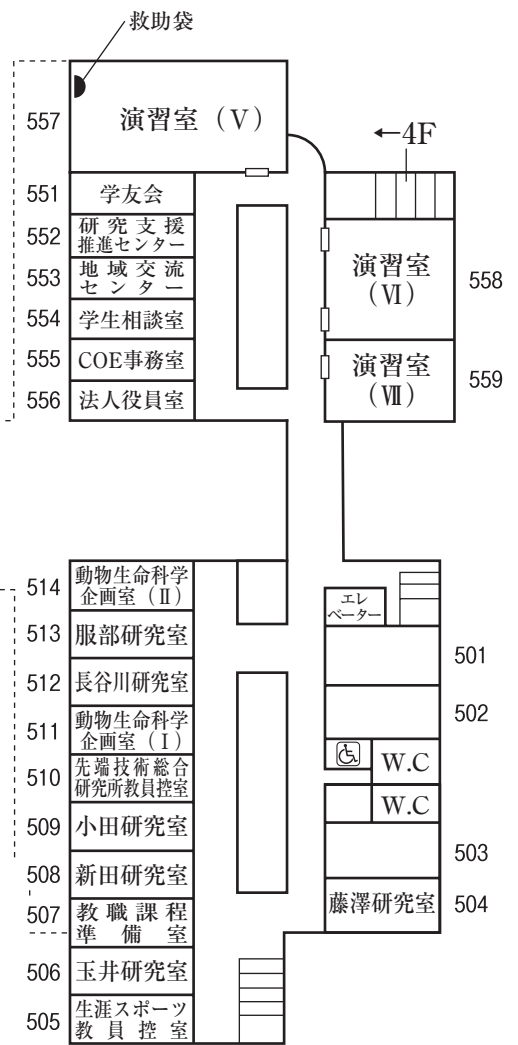 救助袋
557
演習室（Ⅴ）
←4F
551
学友会
552
研究支援
推進センター
553
地域交流
センター
554
学生相談室
555
COE事務室
556
法人役員室
演習室
（Ⅵ）
558
演習室
（Ⅶ）
559
514
動物生命科学
企画室（Ⅱ）
513
服部研究室
512
長谷川研究室
511
動物生命科学
企画室（Ⅰ）
510
先端技術総合
研究所教員控室
509
小田研究室
508
新田研究室
507
教職課程
準備室
506
玉井研究室
505
生涯スポーツ
教員控室
エレ
ベーター
501
502
W.C
W.C
503
藤澤研究室
504